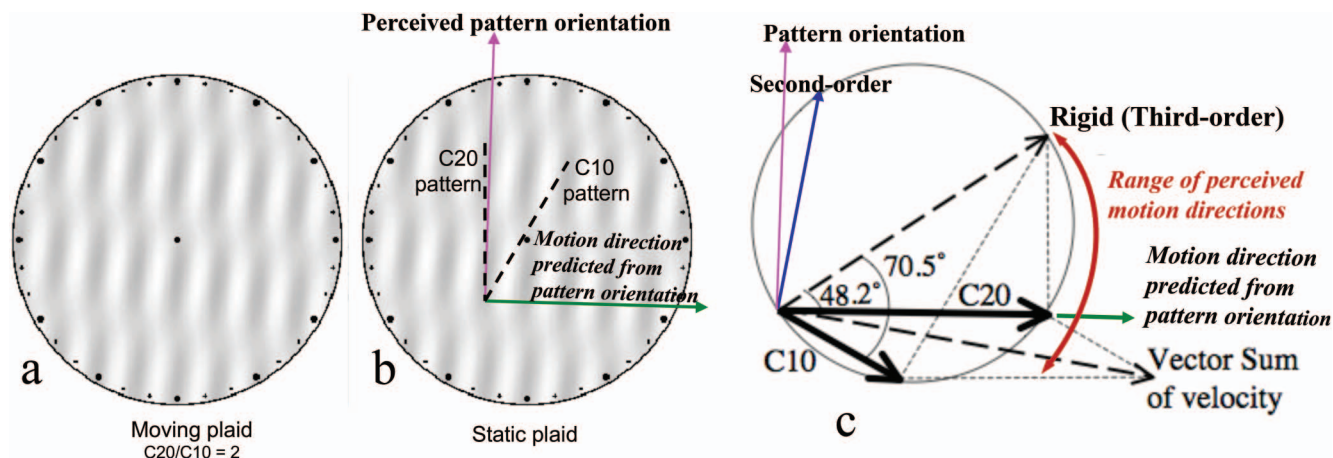 Perceived pattern orientation
C20
pattern
C10
pattern
Motion direction
predicted from
pattern orientation
a
b
Moving plaid
C20/C10 = 2
Static plaid
Pattern orientation
Second-order
Rigid (Third-order)
Range of perceived
motion directions
70.5°
48.2°
C20
Motion direction
predicted from
pattern orientation
C10
Vector Sum
of velocity
c